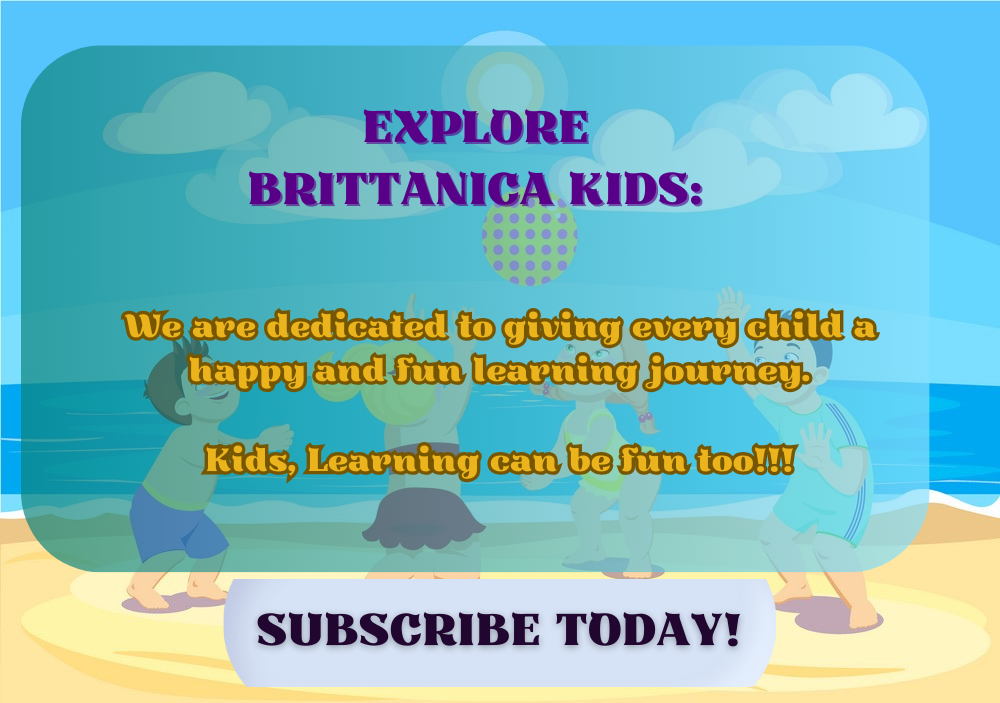 EXPLORE
BRITTANICA KIDS:
We are dedicated to giving every child a
happy and fun learning journey.
Kids, Learning can be fun too!!!
SUBSCRIBE TODAY!